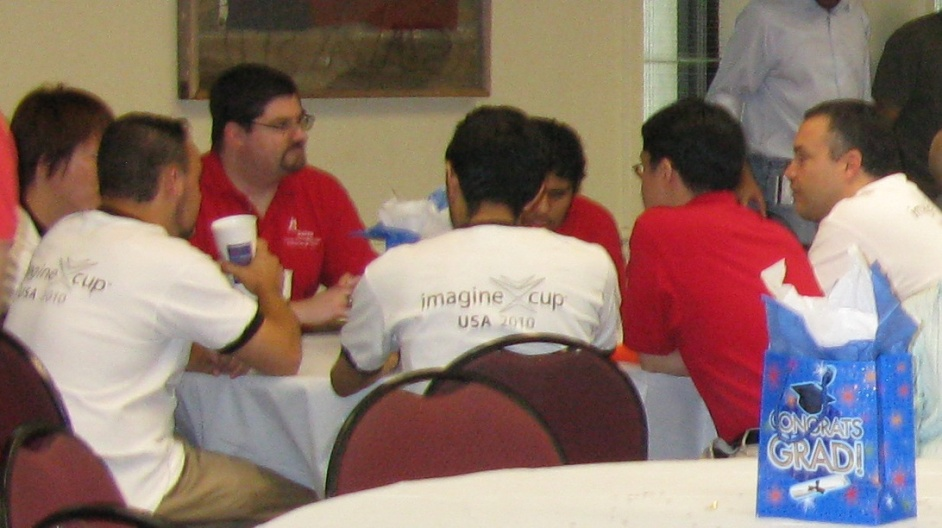 imagine cup
USA 2010
imagine cup
USA 2010
CONGRATS
GRAD!